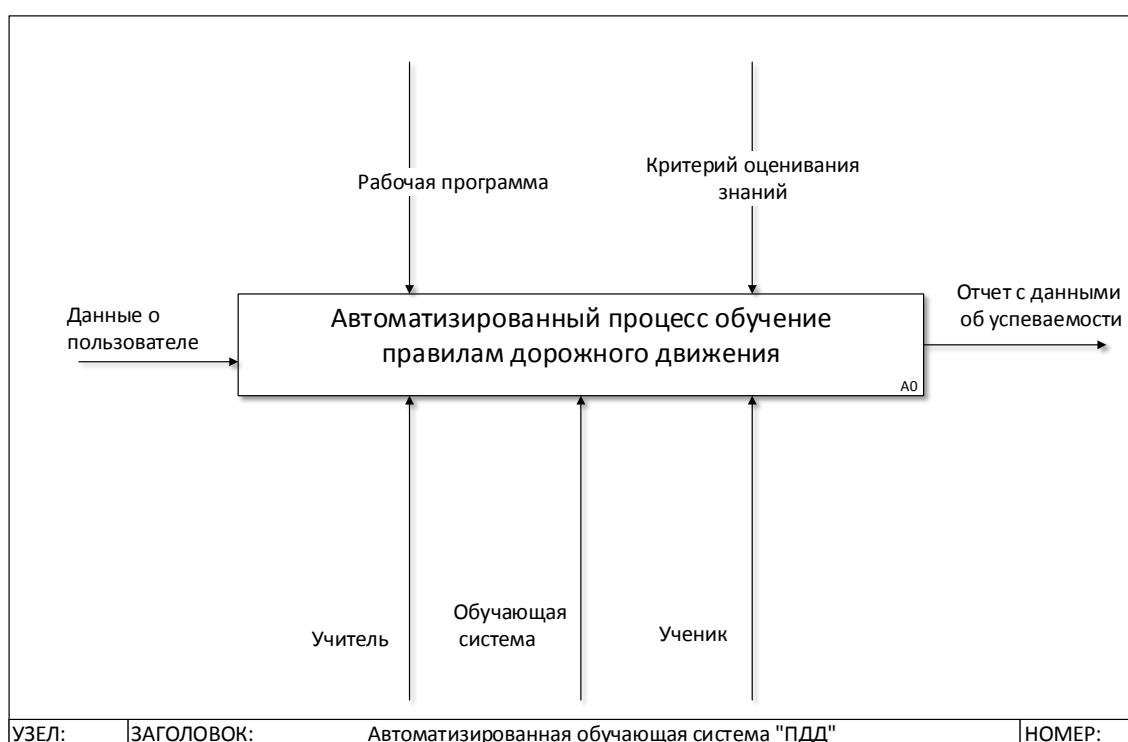 Рабочая программа
Критерий оценивания
знаний
Данные о
пользователе
Автоматизированный процесс обучение
правилам дорожного движения
A0
Отчет с данными
об успеваемости
Учитель
Обучающая
система
Ученик
УЗЕЛ:
ЗАГОЛОВОК:
Автоматизированная обучающая система "ПДД"
НОМЕР: